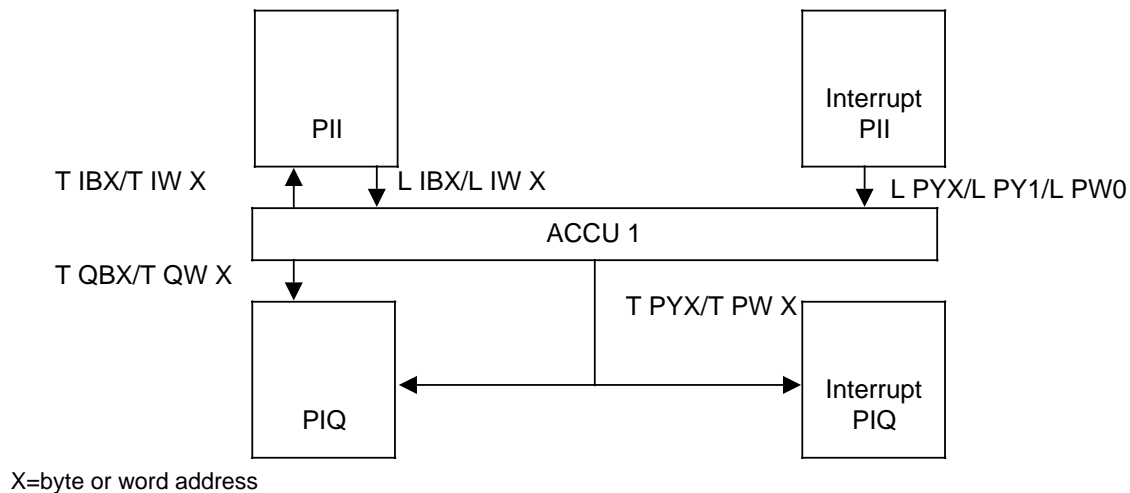 PII
Interrupt
PII
T IBX/T IW X
L IBX/L IW X
L PYX/L PY1/L PW0
ACCU 1
T QBX/T QW X
T PYX/T PW X
PIQ
Interrupt
PIQ
X=byte or word address